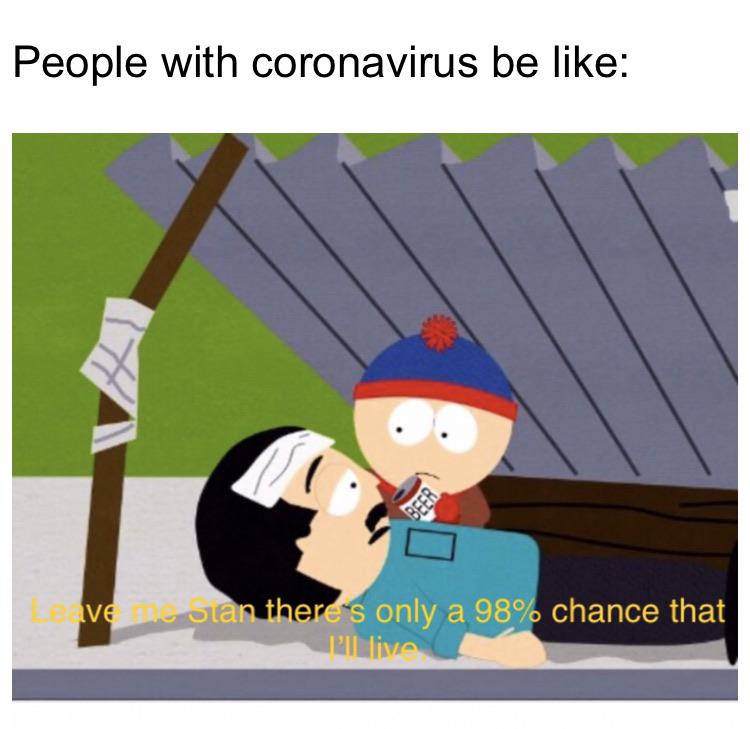 People with coronavirus be like:
BEER
Leave me Stan there's only a 98% chance that
I'll live.